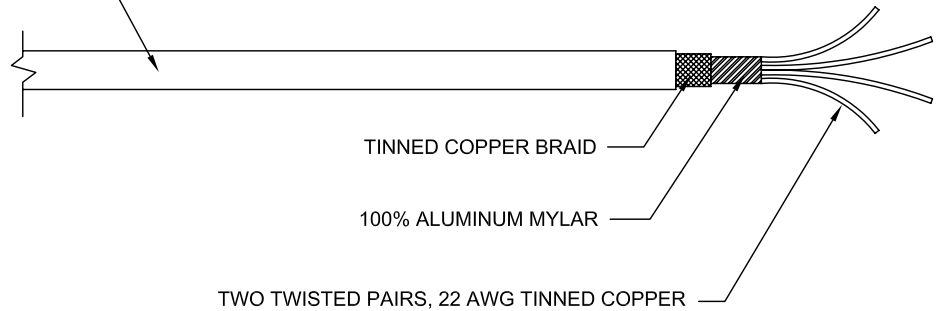 TINNED COPPER BRAID
100% ALUMINUM MYLAR
TWO TWISTED PAIRS, 22 AWG TINNED COPPER